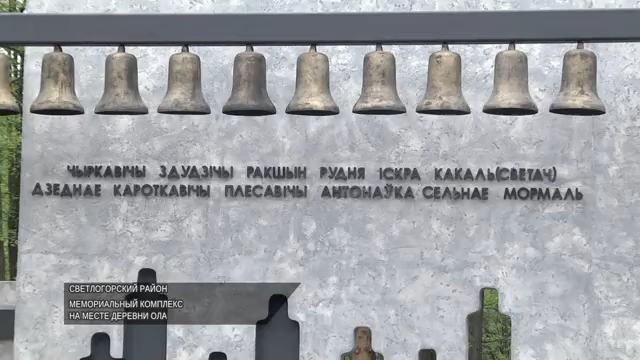 ЧЫРКАВІЧЫ ЗДУДЗІЧЫ РАКШЫН РУДНЯ ІСКРА КАКАЛЬ(СВЕТАЧ)
ДЗЕДНАЕ КАРОТКАВІЧЫ ПЛЕСАВІЧЫ АНТОНАЎКА СЕЛЬНАЕ МОРМАЛЬ
СВЕТЛОГОРСКИЙ РАЙОН
МЕМОРИАЛЬНЫЙ КОМПЛЕКС
НА МЕСТЕ ДЕРЕВНИ ОЛА